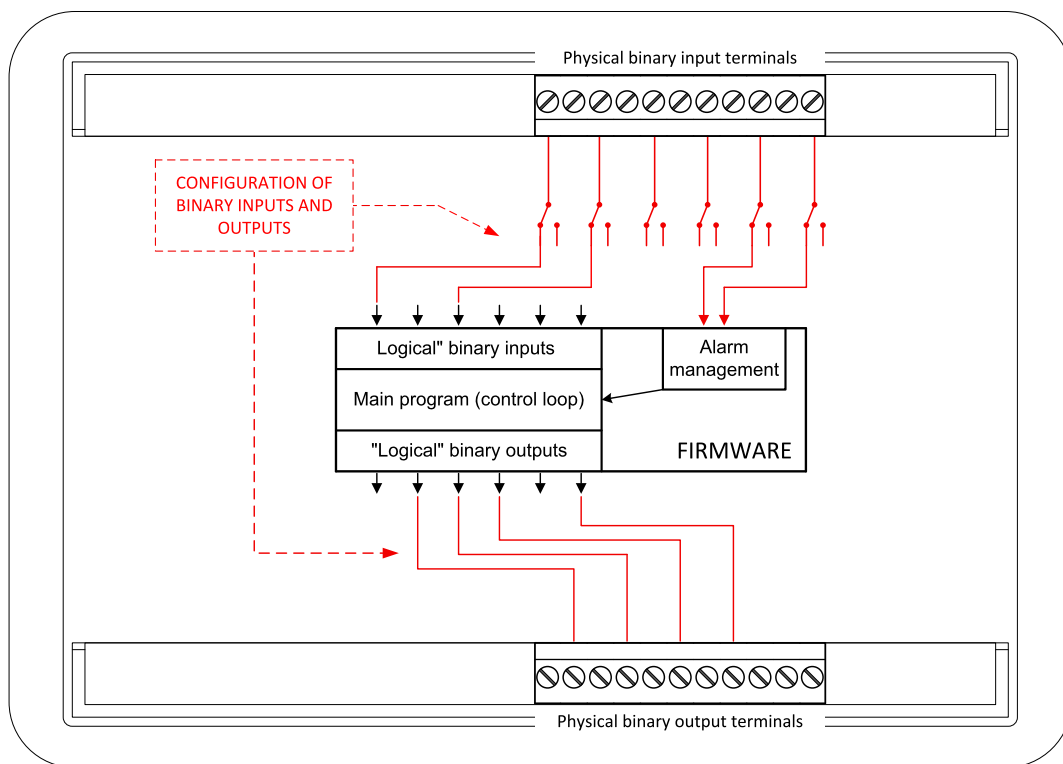 Physical binary input terminals
CONFIGURATION OF
BINARY INPUTS AND
OUTPUTS
Logical" binary inputs
Alarm
management
Main program (control loop)
"Logical" binary outputs
FIRMWARE
Physical binary output terminals